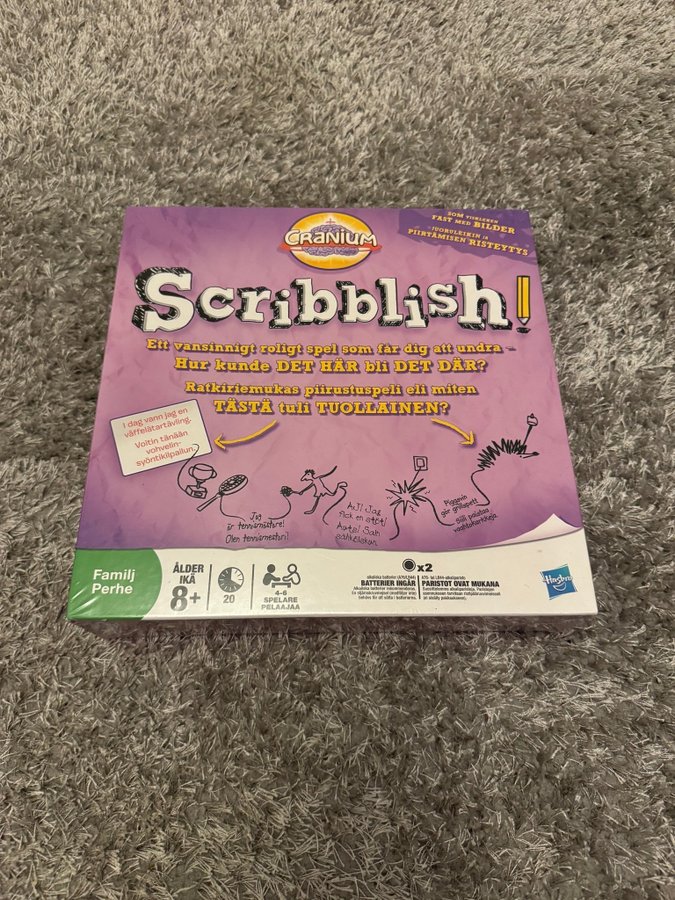 CRANIUM
SOM VISKLEKEN
FAST MED BILDER
JUORULEIKIN JA
PIIRTÄMISEN RISTEYTYS
Scribblish!
Ett vansinnigt roligt spel som får dig att undra –
Hur kunde DET HÄR bli DET DÄR?
Ratkiriemukas piirustuspeli eli miten
TÄSTÄ tuli TUOLLAINEN?
I dag vann jag en
våffelätartävling.
Voitin tänään
vohvelin-
syöntikilpailun.
Jag
är tennismästare!
Olen tennismestari!
AJ! Jag
fick en stöt!
Auts! Sain
sähköiskun.
Piggsvin
gör grillspett
Siili paistaa
vaahtokarkkeja
Familj
Perhe
ÅLDER
IKÄ
8+
20
4-6
SPELARE
PELAAJAA
x2
BATTERIER INGÅR
PARISTOT OVAT MUKANA
Hasbro